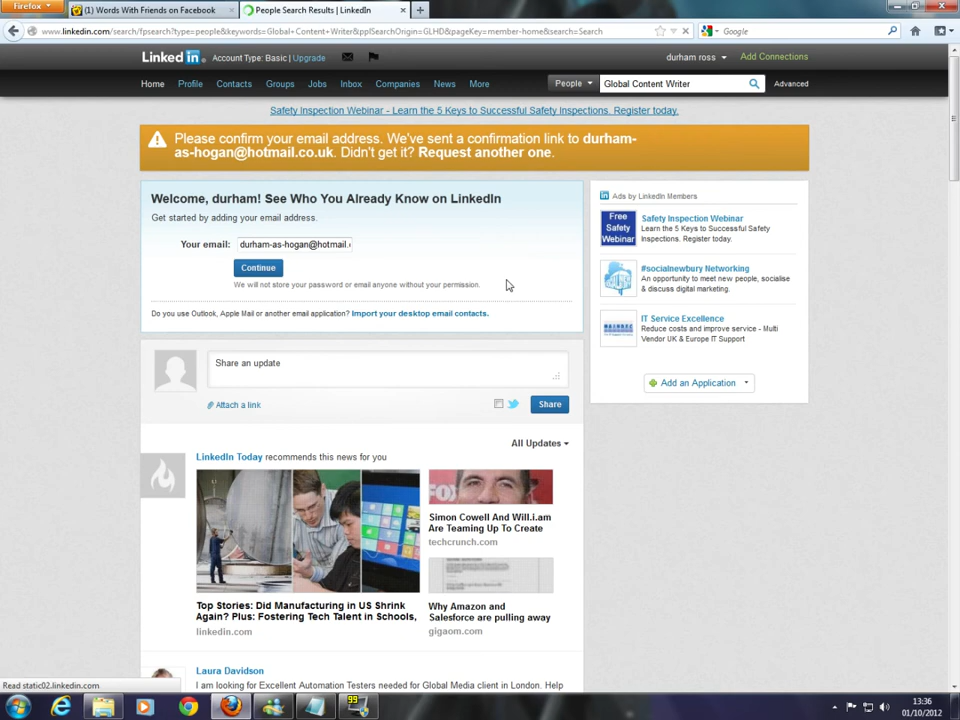 Firefox
(1) Words With Friends on Facebook
People Search Results | LinkedIn
www.linkedin.com/search/fpsearch?type=people&keywords=Global+Content+Writer&pplSearchOrigin=GLHD&pageKey=member-home&search=Search
Google
Linked in. Account Type: Basic | Upgrade
durham ross
Add Connections
Home Profile Contacts Groups Jobs Inbox Companies News More
People Global Content Writer Advanced
Safety Inspection Webinar - Learn the 5 Keys to Successful Safety Inspections. Register today.
Please confirm your email address. We've sent a confirmation link to durham-
as-hogan@hotmail.co.uk. Didn't get it? Request another one.
Welcome, durham! See Who You Already Know on LinkedIn
Get started by adding your email address.
Your email: durham-as-hogan@hotmail.
Continue
We will not store your password or email anyone without your permission.
Do you use Outlook, Apple Mail or another email application? Import your desktop email contacts.
Ads by LinkedIn Members
Free
Safety
Webinar
Safety Inspection Webinar
Learn the 5 Keys to Successful Safety
Inspections. Register today.
#socialnewbury Networking
An opportunity to meet new people, socialise
& discuss digital marketing.
IT Service Excellence
Reduce costs and improve service - Multi
Vendor UK & Europe IT Support
Add an Application
Share an update
Attach a link
Share
All Updates
LinkedIn Today recommends this news for you
FOX
Simon Cowell And Will.i.am
Are Teaming Up To Create
techcrunch.com
Top Stories: Did Manufacturing in US Shrink
Again? Plus: Fostering Tech Talent in Schools,
linkedin.com
Why Amazon and
Salesforce are pulling away
gigaom.com
Laura Davidson
I am looking for Excellent Automation Testers needed for Global Media client in London. Help
Read static02.linkedin.com
99
13:36
01/10/2012